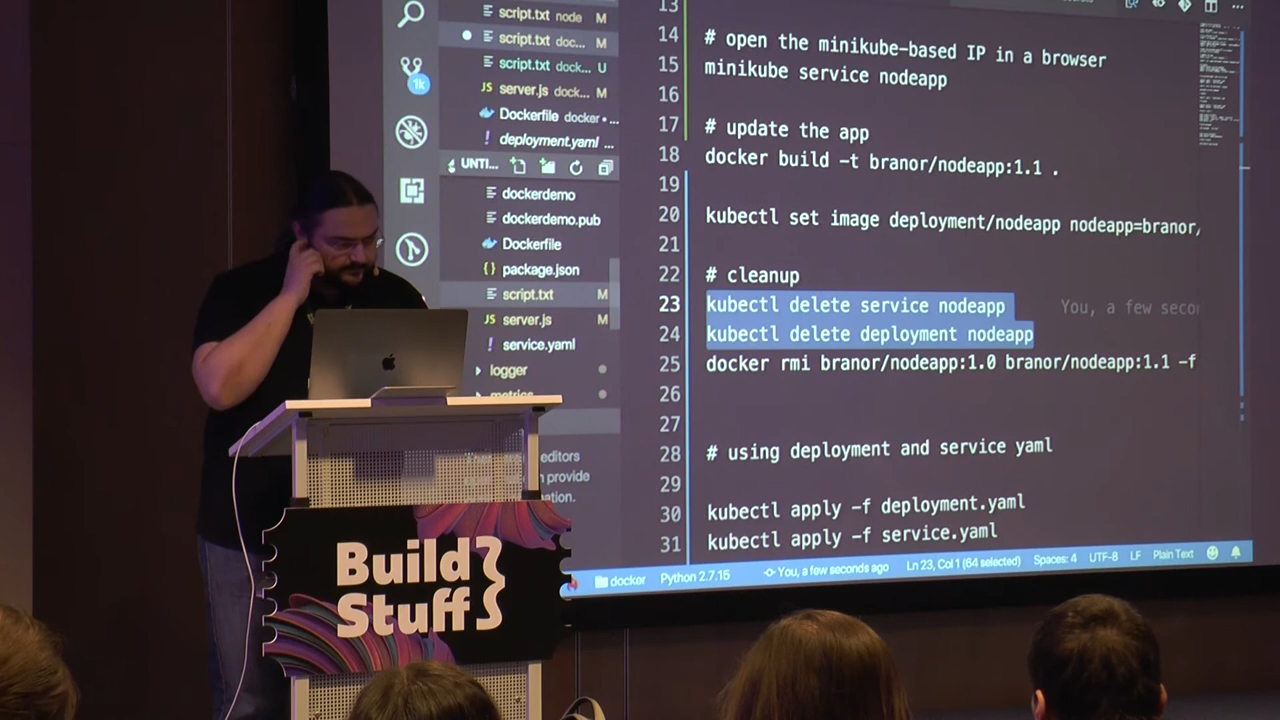 script.txt node M
script.txt doc... M
script.txt dock... U
JS server.js dock... M
Dockerfile docker • ...
! deployment.yaml ...
UNTI...
dockerdemo
dockerdemo.pub
Dockerfile
{} package.json
script.txt M
JS server.js M
! service.yaml
logger
metrics
editors
provide
1k
13
14 # open the minikube-based IP in a browser
15 minikube service nodeapp
16
17 # update the app
18 docker build -t branor/nodeapp:1.1 .
19
20 kubectl set image deployment/nodeapp nodeapp=branor/
21
22 # cleanup
23 kubectl delete service nodeapp You, a few secon
24 kubectl delete deployment nodeapp
25 docker rmi branor/nodeapp:1.0 branor/nodeapp:1.1 -f
26
27
28 # using deployment and service yaml
29
30 kubectl apply -f deployment.yaml
31 kubectl apply -f service.yaml
docker Python 2.7.15 You, a few seconds ago Ln 23, Col 1 (64 selected) Spaces: 4 UTF-8 LF Plain Text
Build
Stuff